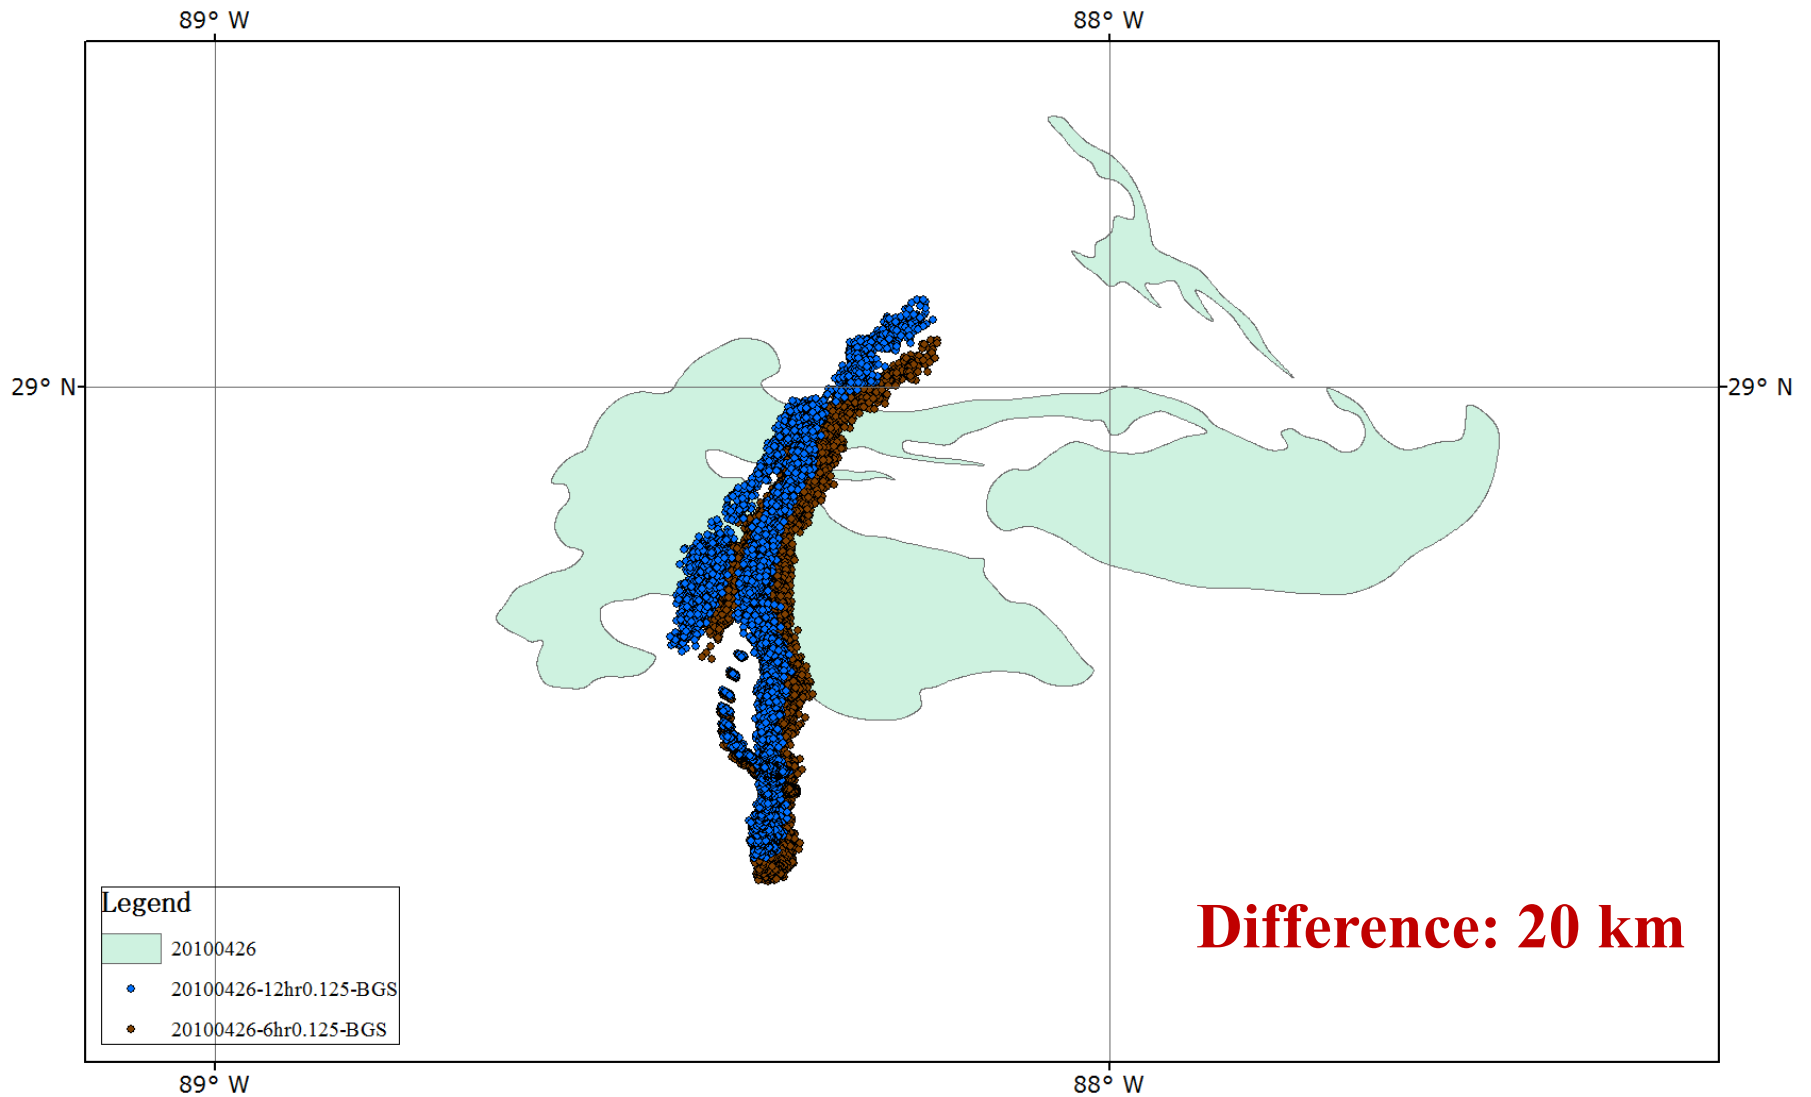 89° W
88° W
29° N
29° N
Legend
20100426
20100426-12hr0.125-BGS
20100426-6hr0.125-BGS
Difference: 20 km
89° W
88° W